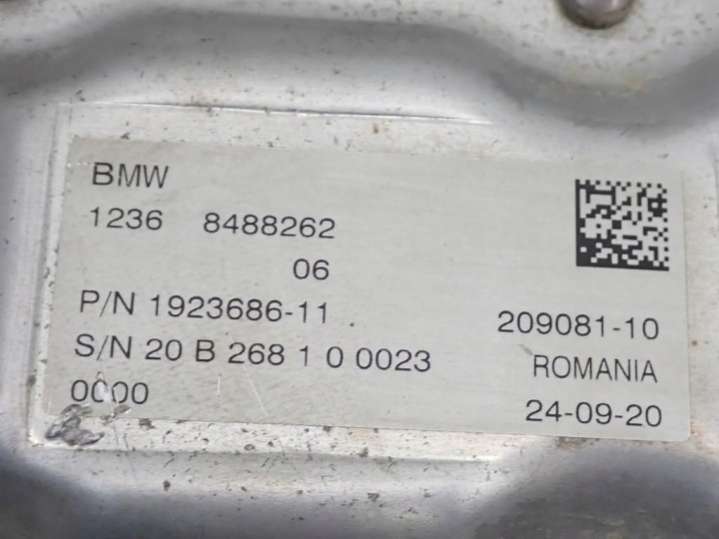 BMW
1236 8488262
06
P/N 1923686-11 209081-10
S/N 20 B 268 1 0 0023 ROMANIA
0000 24-09-20